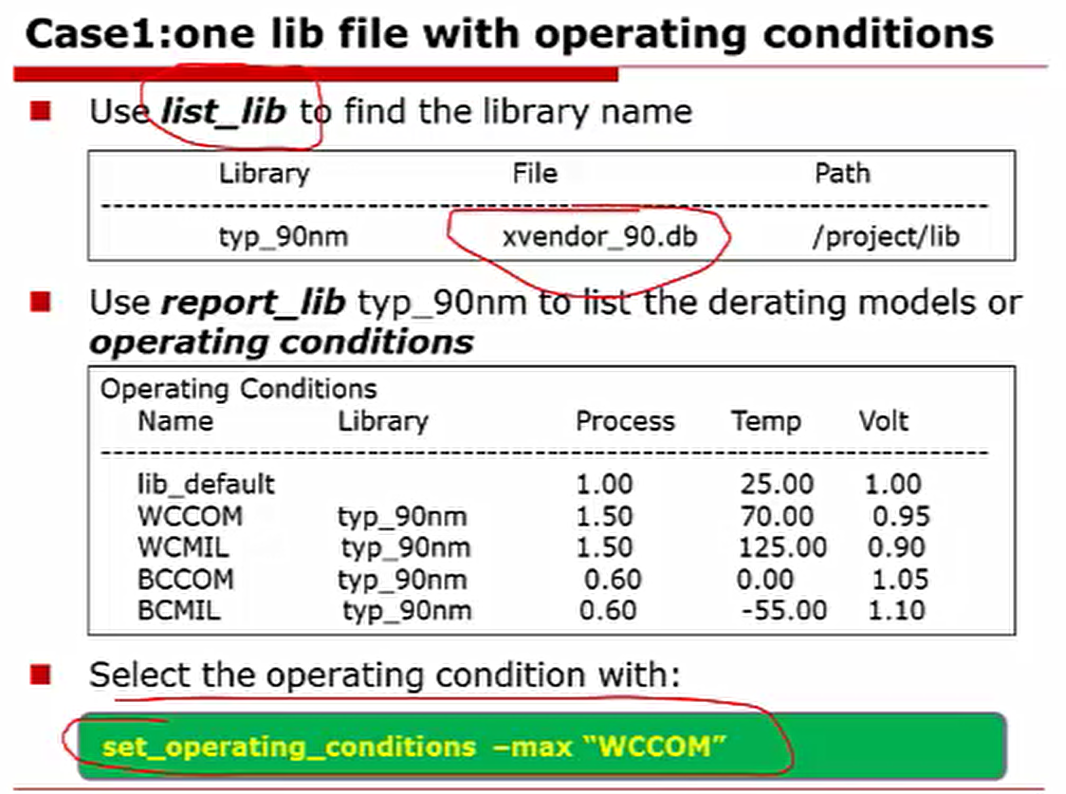 Case1:one lib file with operating conditions
Use list_lib to find the library name
Library File Path
-----------------------------------------------------------------------------------------
typ_90nm xvendor_90.db /project/lib
Use report_lib typ_90nm to list the derating models or
operating conditions
Operating Conditions
Name Library Process Temp Volt
-----------------------------------------------------------------------------------------
lib_default 1.00 25.00 1.00
WCCOM typ_90nm 1.50 70.00 0.95
WCMIL typ_90nm 1.50 125.00 0.90
BCCOM typ_90nm 0.60 0.00 1.05
BCMIL typ_90nm 0.60 -55.00 1.10
Select the operating condition with:
set_operating_conditions –max “WCCOM”